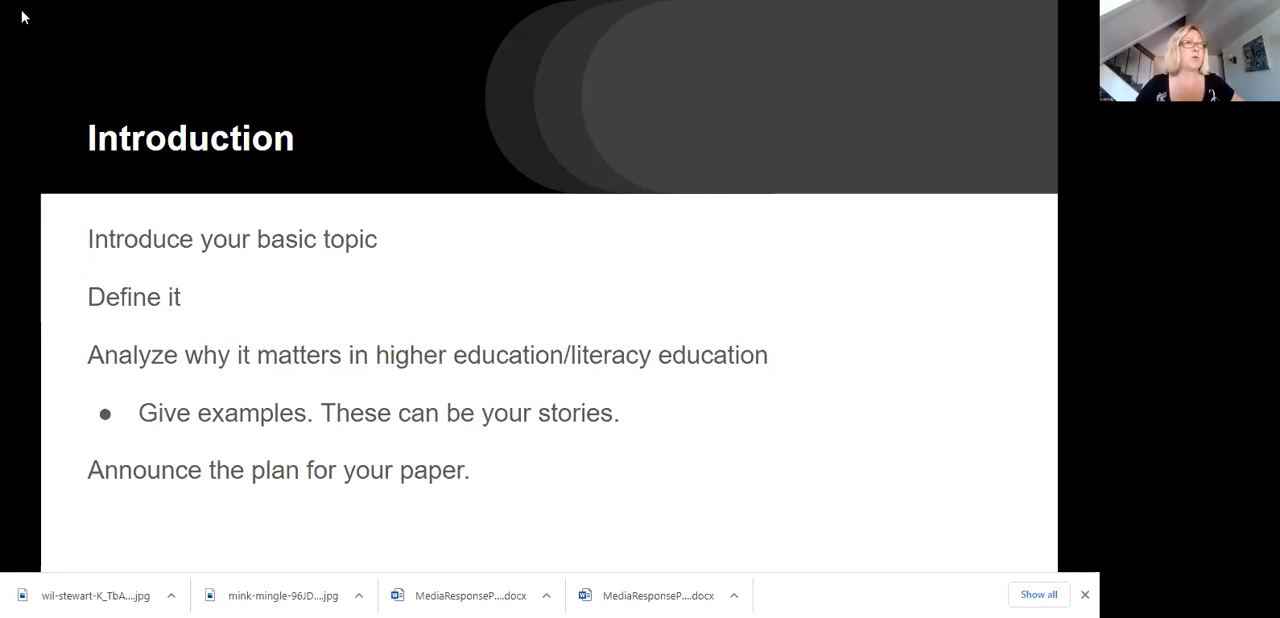 Introduction
Introduce your basic topic
Define it
Analyze why it matters in higher education/literacy education
● Give examples. These can be your stories.
Announce the plan for your paper.
wil-stewart-K_TbA....jpg
mink-mingle-96JD....jpg
MediaResponseP....docx
MediaResponseP....docx
Show all